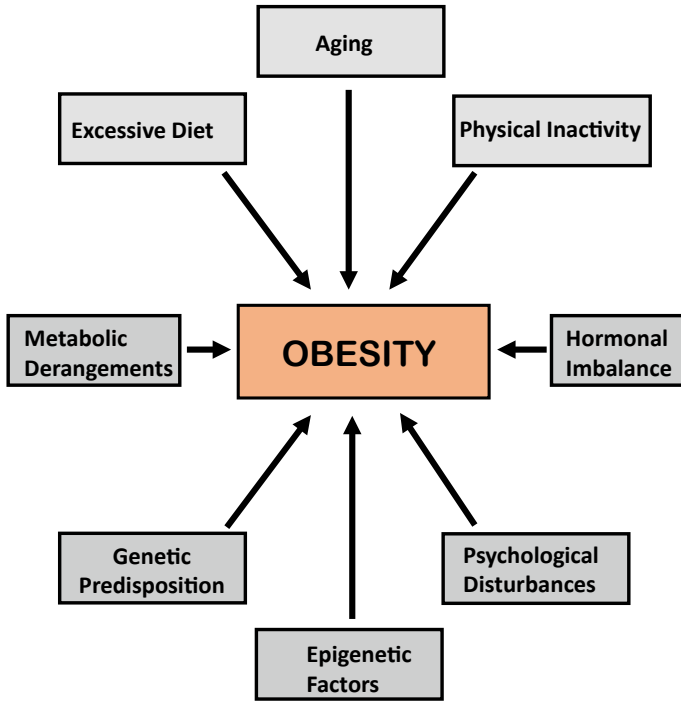 Aging
Excessive Diet
Physical Inactivity
Metabolic
Derangements
OBESITY
Hormonal
Imbalance
Genetic
Predisposition
Psychological
Disturbances
Epigenetic
Factors